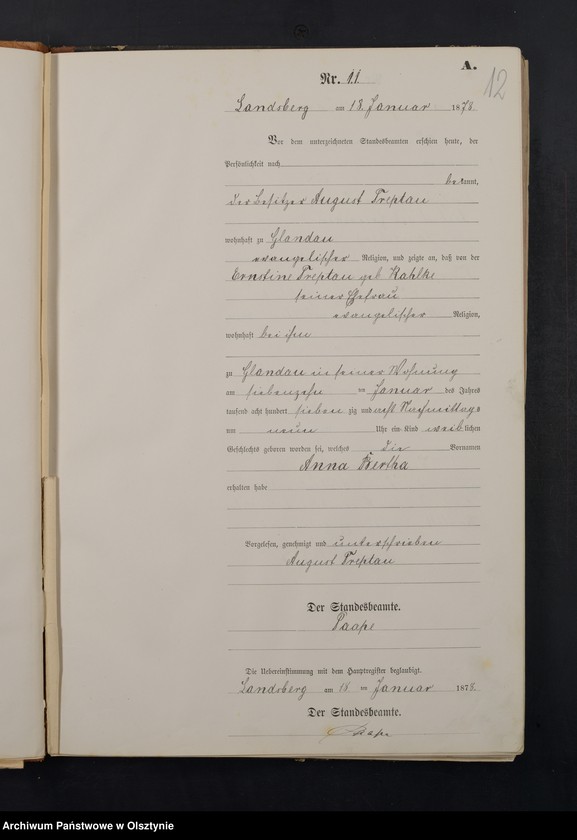 A.
12
Nr. 11
Landsberg am 18. Januar 1878
Vor dem unterzeichneten Standesbeamten erschien heute, der
Persönlichkeit nach
bekannt,
der Besitzer August Treptau
wohnhaft zu Glandau
evangelischer Religion, und zeigte an, daß von der
Ernstine Treptau geb Kahlke
seiner Ehefrau
evangelischer Religion,
wohnhaft bei ihm
zu Glandau in seiner Wohnung
am siebenzehn ten Januar des Jahres
tausend acht hundert sieben zig und acht Nachmittags
um neun Uhr ein Kind weiblichen
Geschlechts geboren worden sei, welches die Vornamen
Anna Bertha
erhalten habe
Vorgelesen, genehmigt und unterschrieben
August Treptau
Der Standesbeamte.
Paape
Die Uebereinstimmung mit dem Hauptregister beglaubigt.
Landsberg am 18 ten Januar 1878.
Der Standesbeamte.
Paape
Archiwum Państwowe w Olsztynie